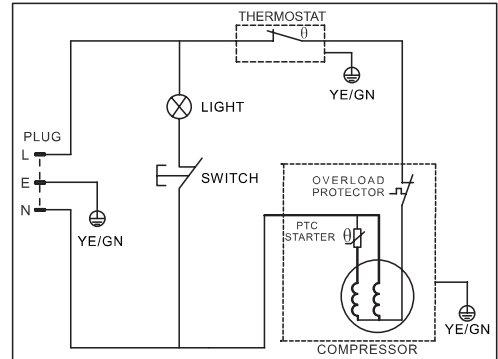 THERMOSTAT
θ
YE/GN
LIGHT
PLUG
L
E
N
SWITCH
YE/GN
OVERLOAD
PROTECTOR
PTC
STARTER
θ
YE/GN
COMPRESSOR